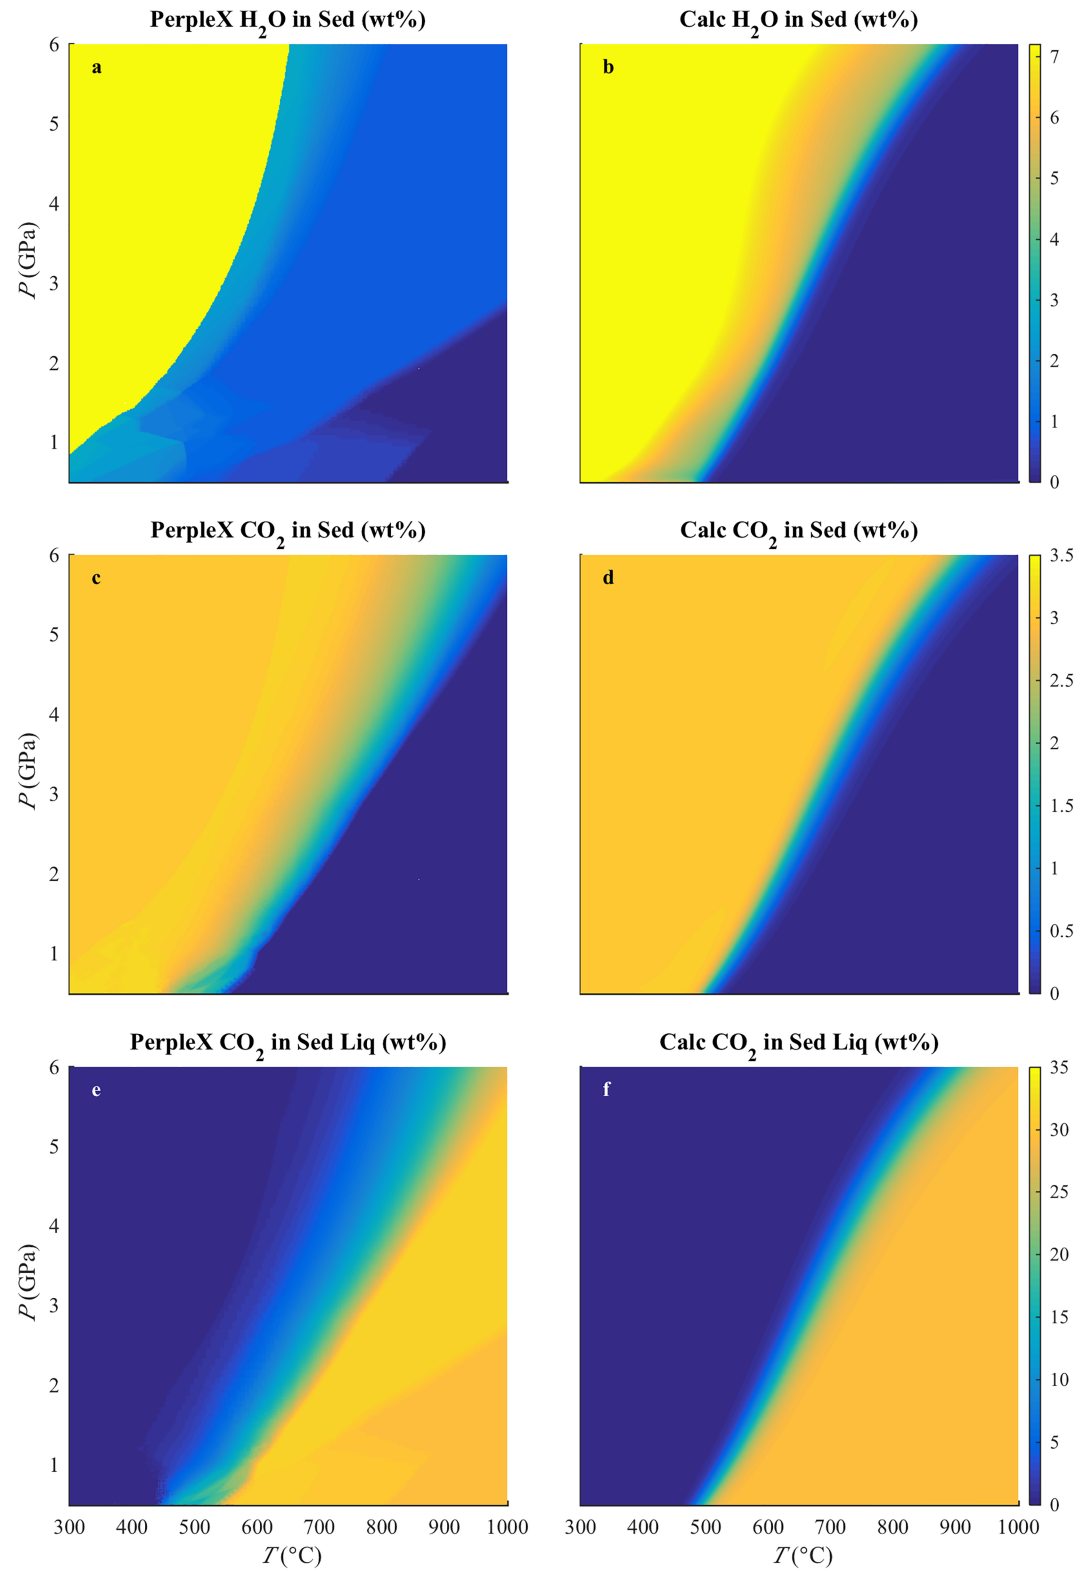 PerpleX H₂O in Sed (wt%)
Calc H₂O in Sed (wt%)
a
b
6
5
4
3
2
1
P (GPa)
7
6
5
4
3
2
1
0
PerpleX CO₂ in Sed (wt%)
Calc CO₂ in Sed (wt%)
c
d
6
5
4
3
2
1
P (GPa)
3.5
3
2.5
2
1.5
1
0.5
0
PerpleX CO₂ in Sed Liq (wt%)
Calc CO₂ in Sed Liq (wt%)
e
f
6
5
4
3
2
1
P (GPa)
35
30
25
20
15
10
5
0
300 400 500 600 700 800 900 1000
300 400 500 600 700 800 900 1000
T (°C)
T (°C)